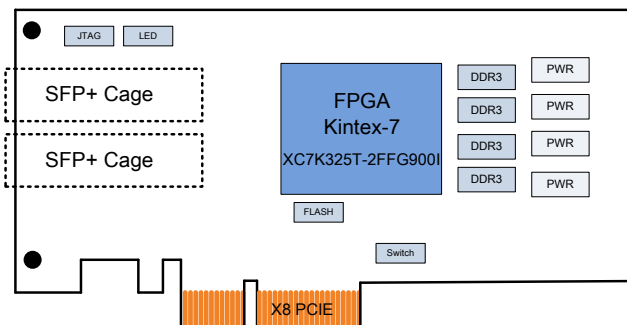 JTAG
LED
SFP+ Cage
SFP+ Cage
FPGA
Kintex-7
XC7K325T-2FFG900I
DDR3
DDR3
DDR3
DDR3
PWR
PWR
PWR
PWR
FLASH
Switch
X8 PCIE